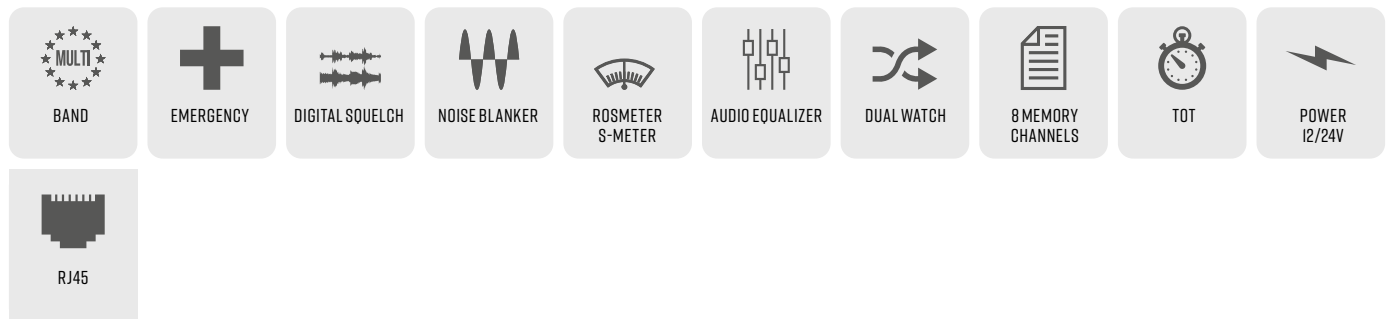 MULTI
BAND
EMERGENCY
DIGITAL SQUELCH
NOISE BLANKER
ROSMETER
S-METER
AUDIO EQUALIZER
DUAL WATCH
8 MEMORY
CHANNELS
TOT
POWER
12/24V
RJ45